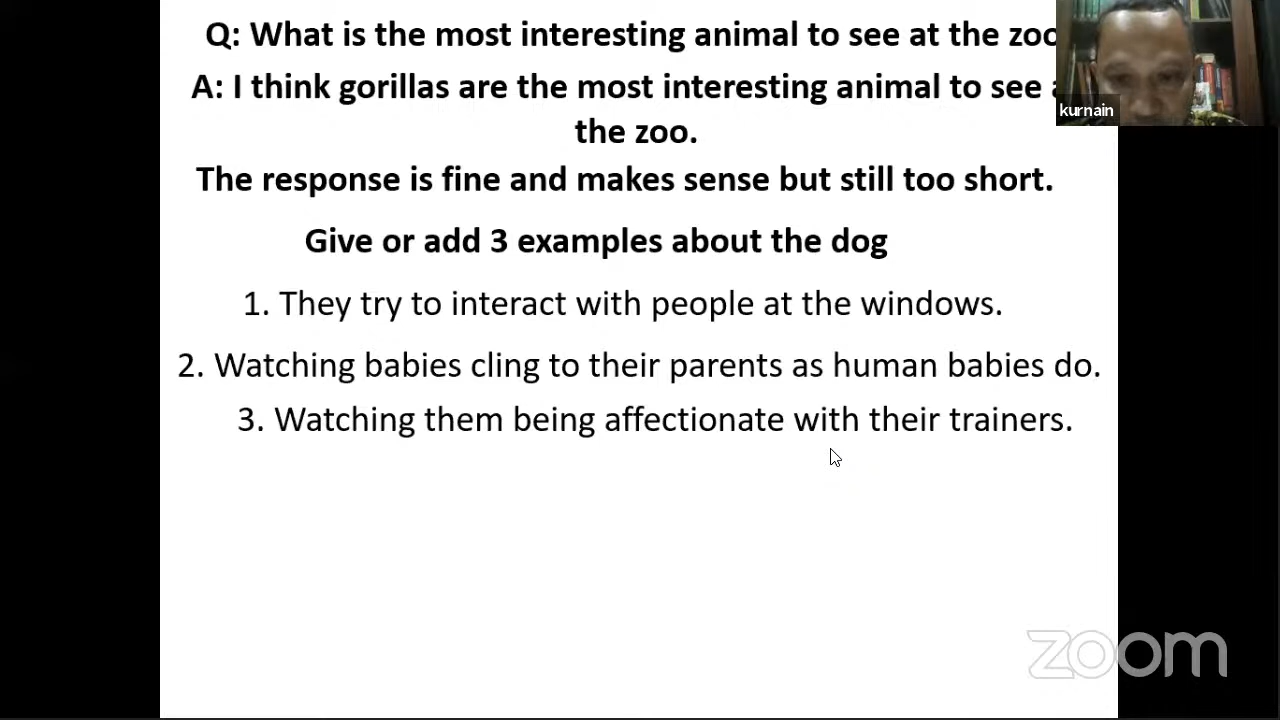 Q: What is the most interesting animal to see at the zoo
A: I think gorillas are the most interesting animal to see
the zoo.
kurnain
The response is fine and makes sense but still too short.
Give or add 3 examples about the dog
1. They try to interact with people at the windows.
2. Watching babies cling to their parents as human babies do.
3. Watching them being affectionate with their trainers.
zoom